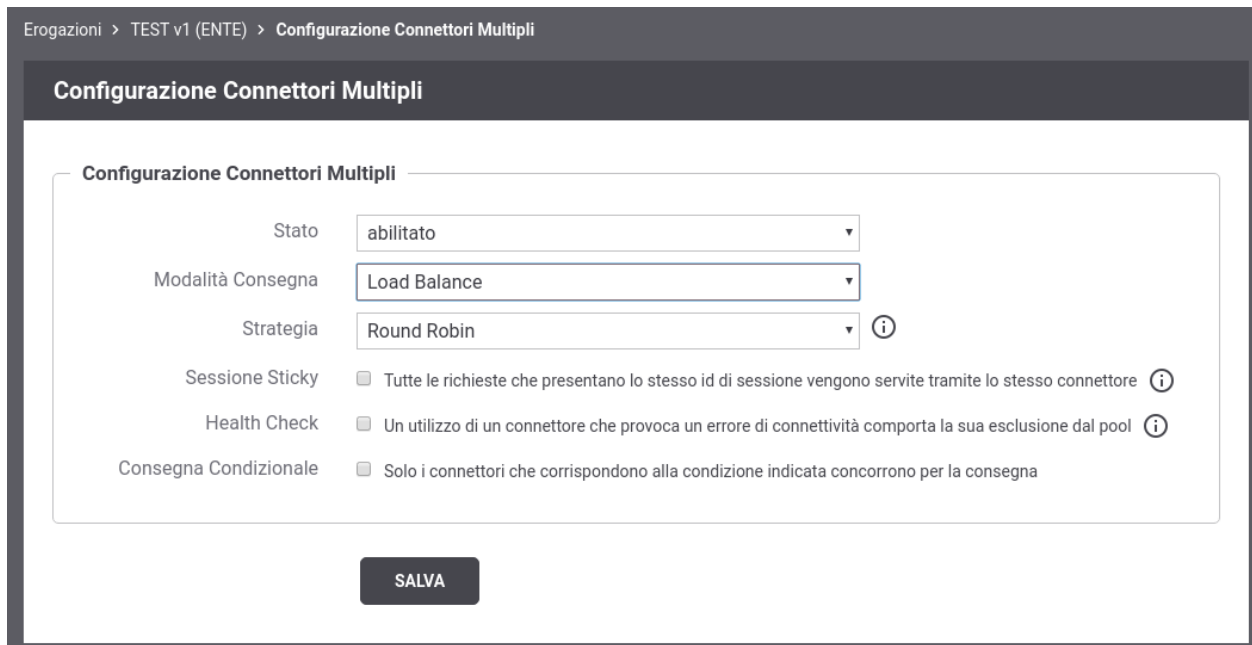 Erogazioni > TEST v1 (ENTE) > Configurazione Connettori Multipli
Configurazione Connettori Multipli
Configurazione Connettori Multipli
Stato abilitato
Modalità Consegna Load Balance
Strategia Round Robin
Sessione Sticky Tutte le richieste che presentano lo stesso id di sessione vengono servite tramite lo stesso connettore
Health Check Un utilizzo di un connettore che provoca un errore di connettività comporta la sua esclusione dal pool
Consegna Condizionale Solo i connettori che corrispondono alla condizione indicata concorrono per la consegna
SALVA